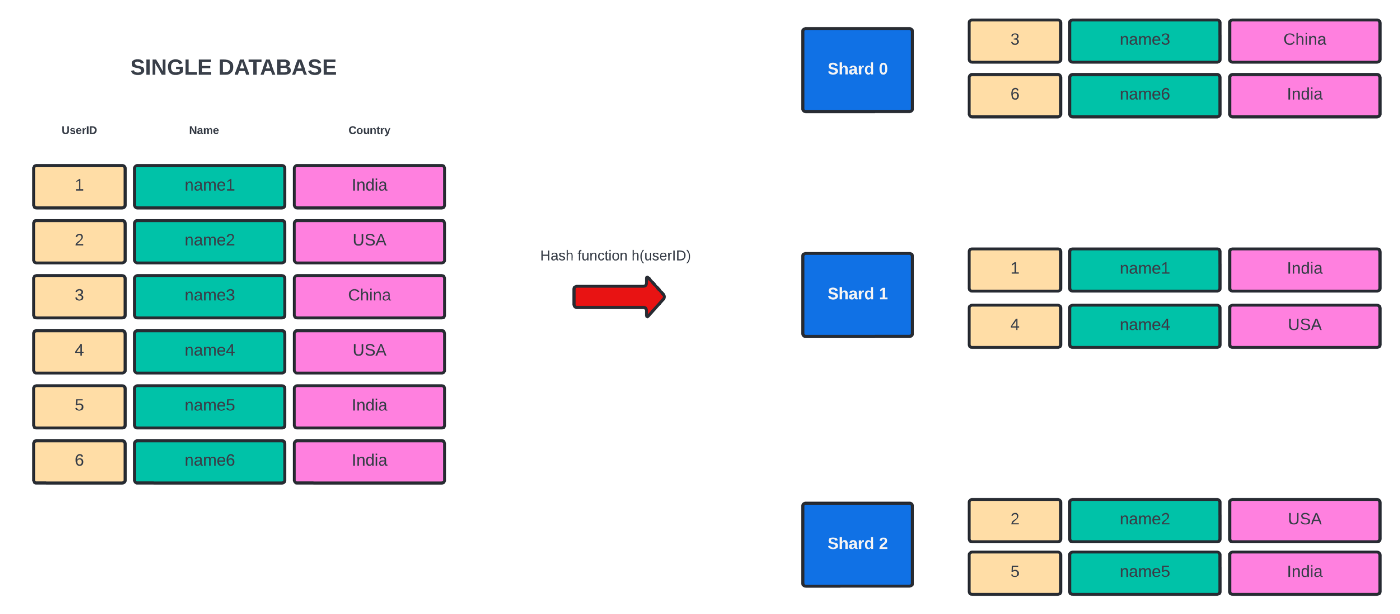 SINGLE DATABASE
UserID Name Country
1 name1 India
2 name2 USA
3 name3 China
4 name4 USA
5 name5 India
6 name6 India
Hash function h(userID)
Shard 0
3 name3 China
6 name6 India
Shard 1
1 name1 India
4 name4 USA
Shard 2
2 name2 USA
5 name5 India